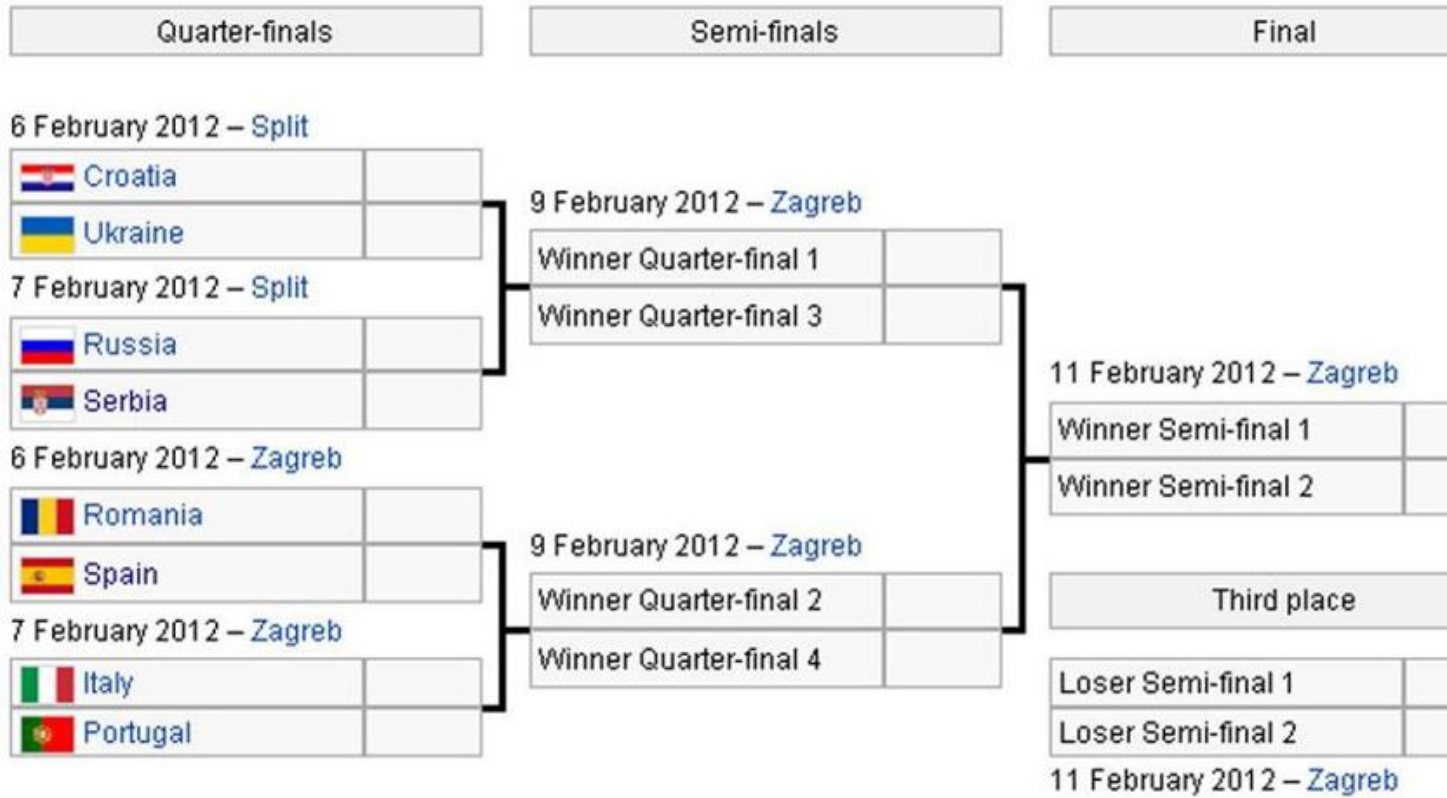 Quarter-finals
Semi-finals
Final
6 February 2012 – Split
Croatia
Ukraine
7 February 2012 – Split
Russia
Serbia
6 February 2012 – Zagreb
Romania
Spain
7 February 2012 – Zagreb
Italy
Portugal
9 February 2012 – Zagreb
Winner Quarter-final 1
Winner Quarter-final 3
9 February 2012 – Zagreb
Winner Quarter-final 2
Winner Quarter-final 4
11 February 2012 – Zagreb
Winner Semi-final 1
Winner Semi-final 2
Third place
Loser Semi-final 1
Loser Semi-final 2
11 February 2012 – Zagreb